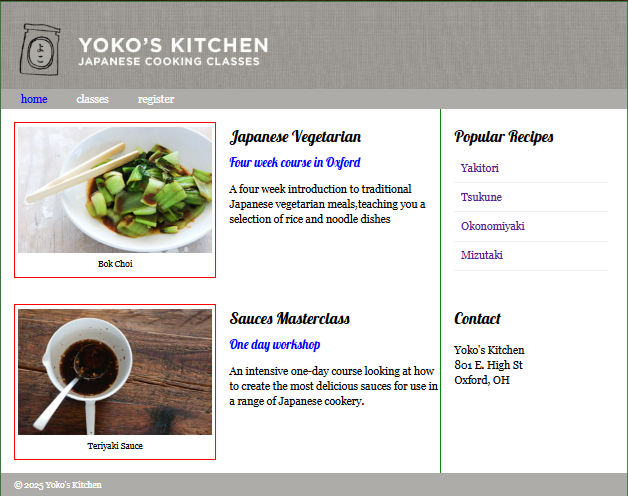 よこ
YOKO'S KITCHEN
JAPANESE COOKING CLASSES
home classes register
Bok Choi
Japanese Vegetarian
Four week course in Oxford
A four week introduction to traditional
Japanese vegetarian meals,teaching you a
selection of rice and noodle dishes
Teriyaki Sauce
Sauces Masterclass
One day workshop
An intensive one-day course looking at how
to create the most delicious sauces for use in
a range of Japanese cookery.
Popular Recipes
Yakitori
Tsukune
Okonomiyaki
Mizutaki
Contact
Yoko's Kitchen
801 E. High St
Oxford, OH
© 2025 Yoko's Kitchen